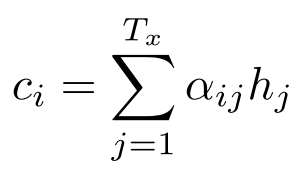 c_i = \sum_{j=1}^{T_x} \alpha_{ij} h_j